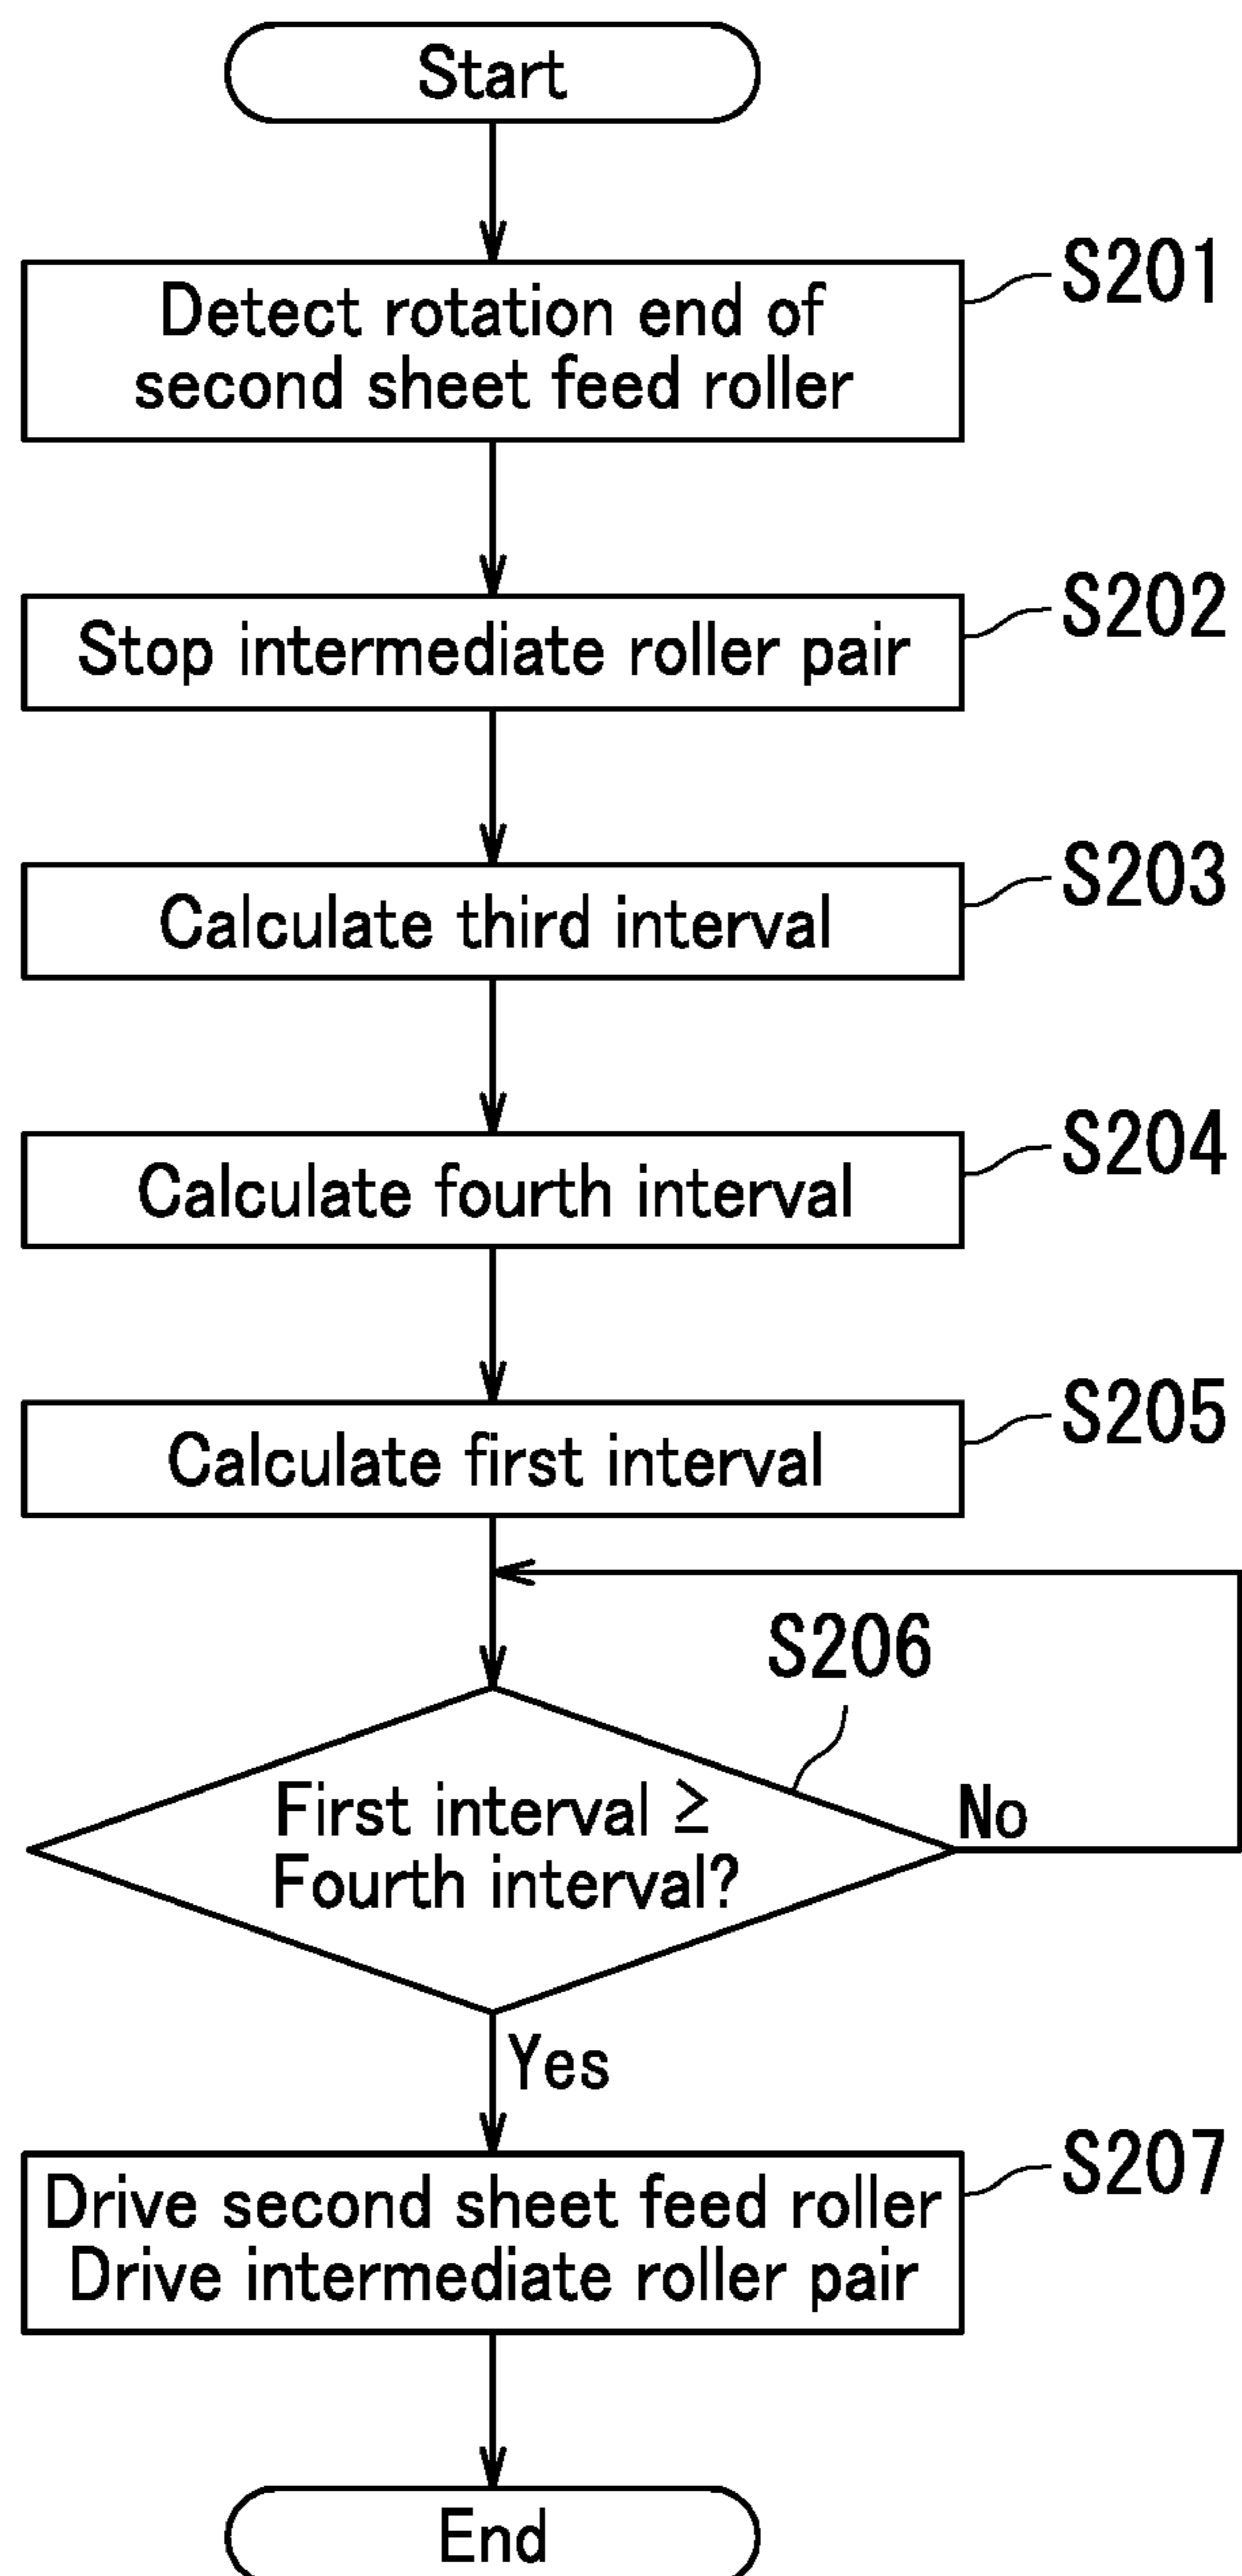 Start
Detect rotation end of
second sheet feed roller
S201
Stop intermediate roller pair
S202
Calculate third interval
S203
Calculate fourth interval
S204
Calculate first interval
S205
S206
First interval ≥
Fourth interval?
No
Yes
Drive second sheet feed roller
Drive intermediate roller pair
S207
End